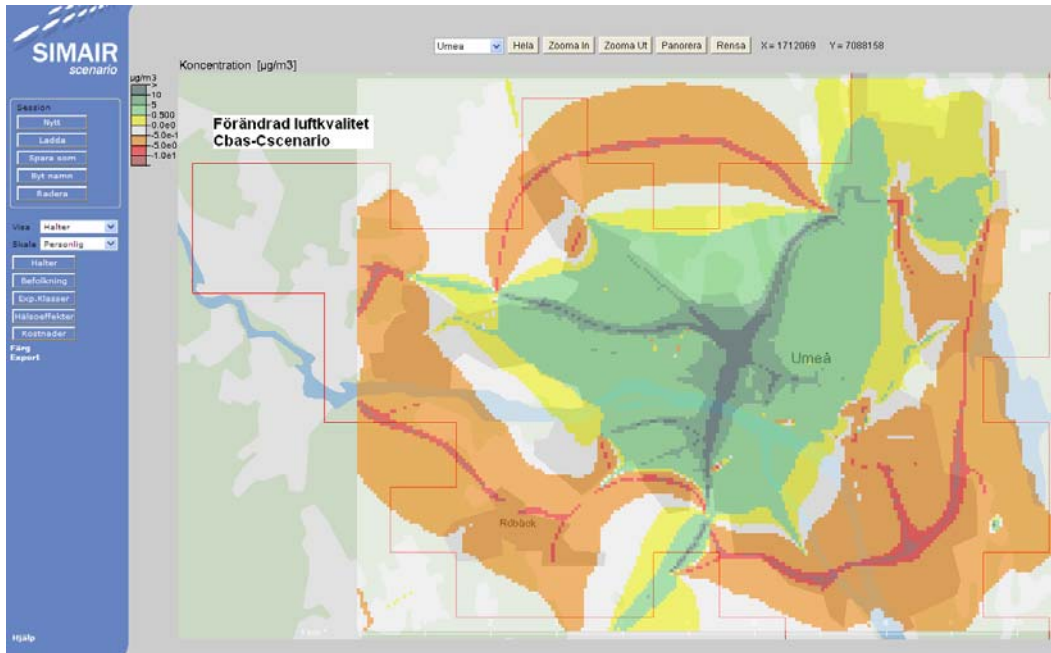 SIMAIR
scenario
Umea
Hela
Zooma In
Zooma Ut
Panorera
Rensa
X = 1712069
Y = 7088158
Koncentration [µg/m3]
µg/m3
>
10
5
0.500
0.0e0
-5.0e-1
-5.0e0
-1.0e1
Session
Nytt
Ladda
Spara som
Byt namn
Radera
Visa
Halter
Skala
Personlig
Halter
Befolkning
Exp.Klasser
Hälsoeffekter
Kostnader
Färg
Export
Hjälp
Förändrad luftkvalitet
Cbas-Cscenario
Umeå
Röbäck